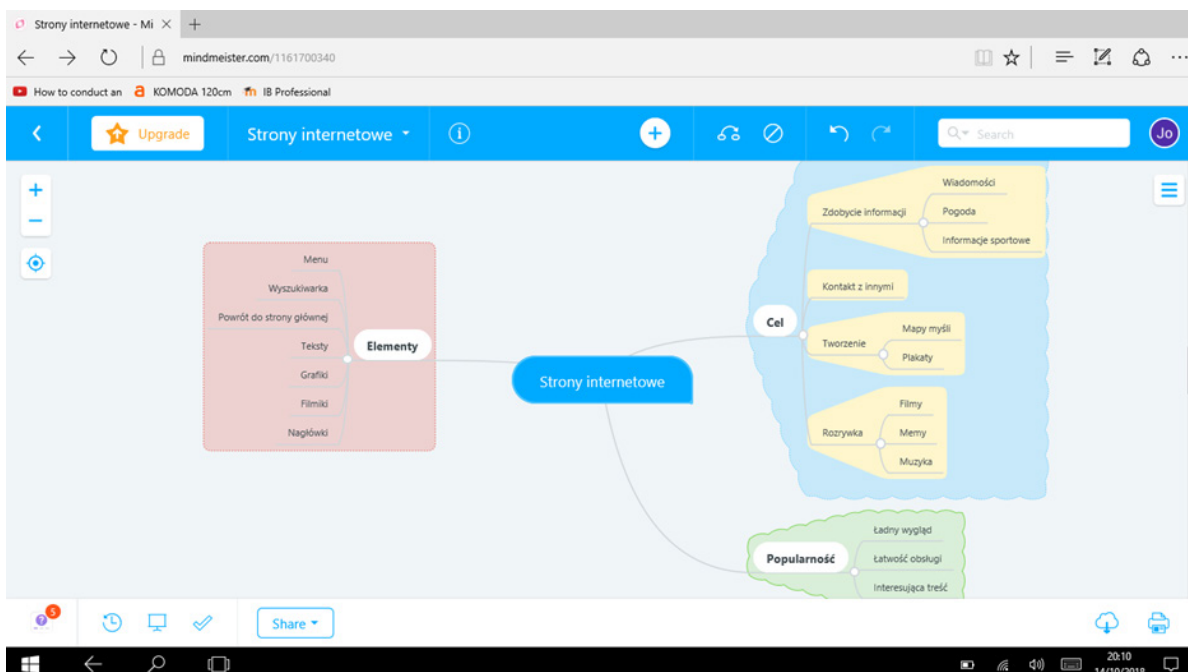 Strony internetowe - Mi
mindmeister.com/1161700340
How to conduct an
KOMODA 120cm
IB Professional
Upgrade
Strony internetowe
Search
Jo
Menu
Wyszukiwarka
Powrót do strony głównej
Teksty
Grafiki
Filmiki
Nagłówki
Elementy
Strony internetowe
Cel
Zdobycie informacji
Wiadomości
Pogoda
Informacje sportowe
Kontakt z innymi
Tworzenie
Mapy myśli
Plakaty
Rozrywka
Filmy
Memy
Muzyka
Popularność
Ładny wygląd
Łatwość obsługi
Interesująca treść
5
Share
20:10
14/10/2018